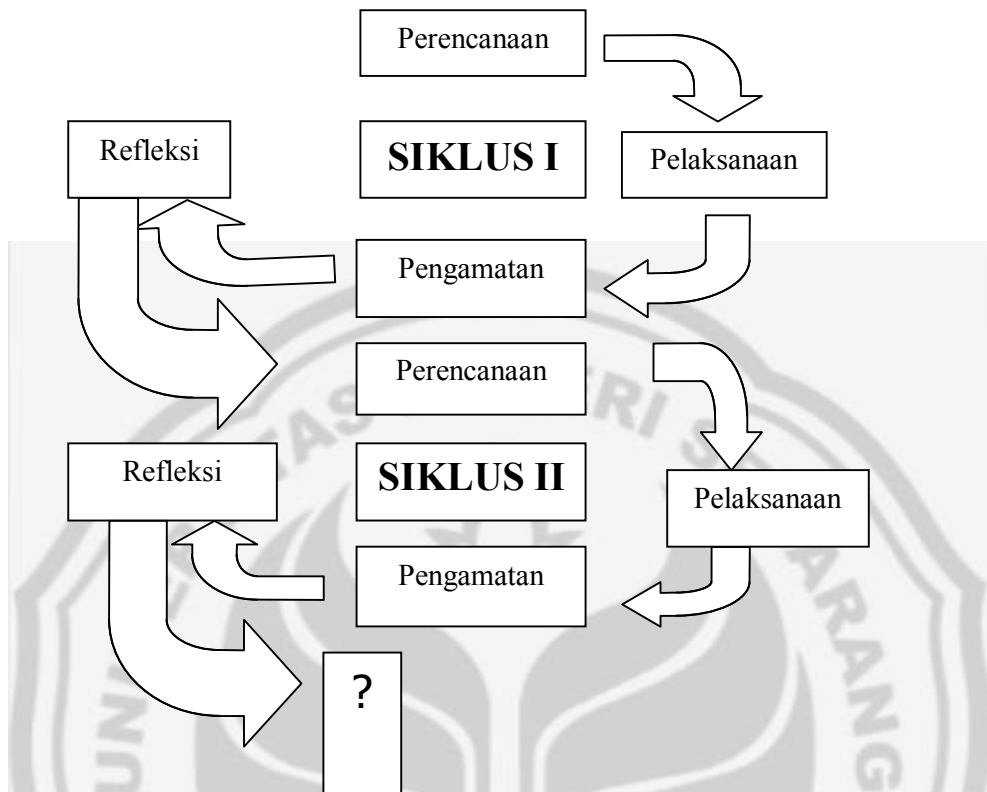 Perencanaan
Refleksi
SIKLUS I
Pelaksanaan
Pengamatan
Perencanaan
Refleksi
SIKLUS II
Pelaksanaan
Pengamatan
?